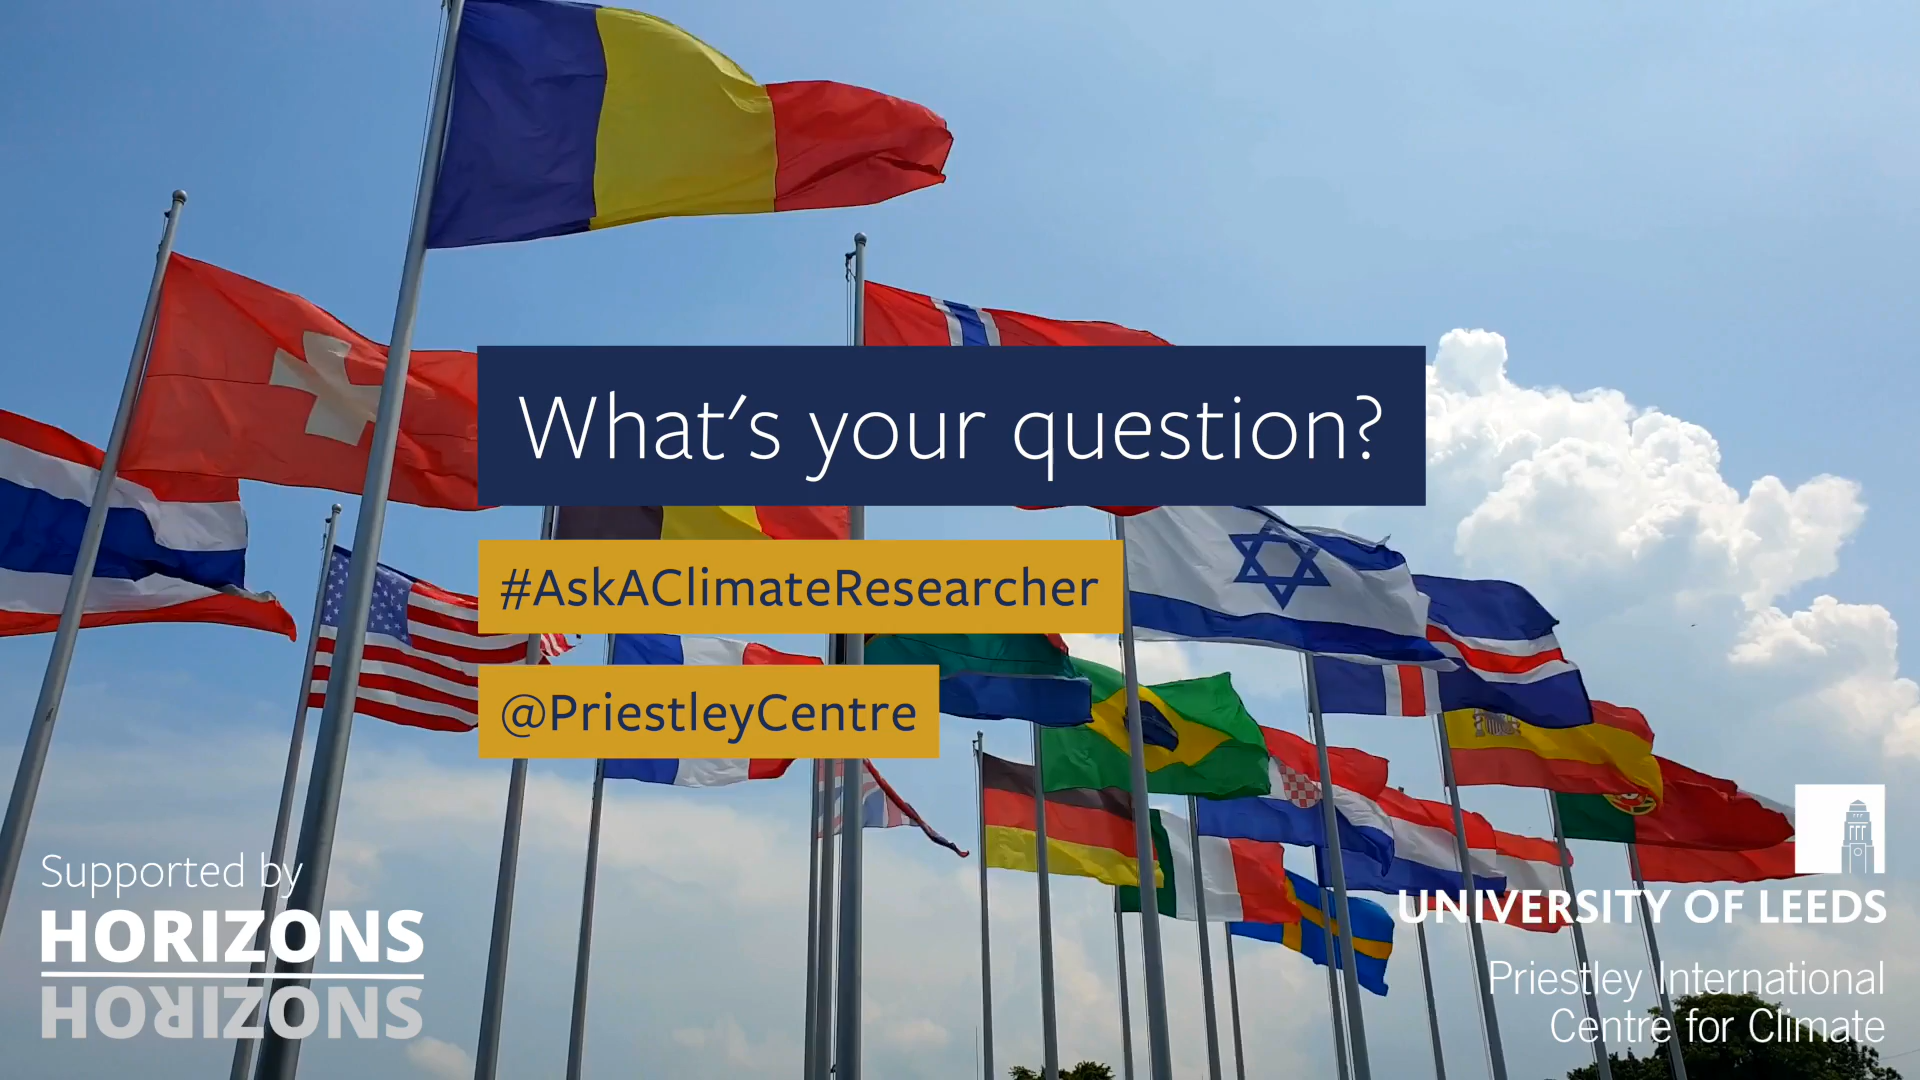 What's your question?
#AskAClimateResearcher
@PriestleyCentre
Supported by
HORIZONS
HORIZONS
UNIVERSITY OF LEEDS
Priestley International
Centre for Climate